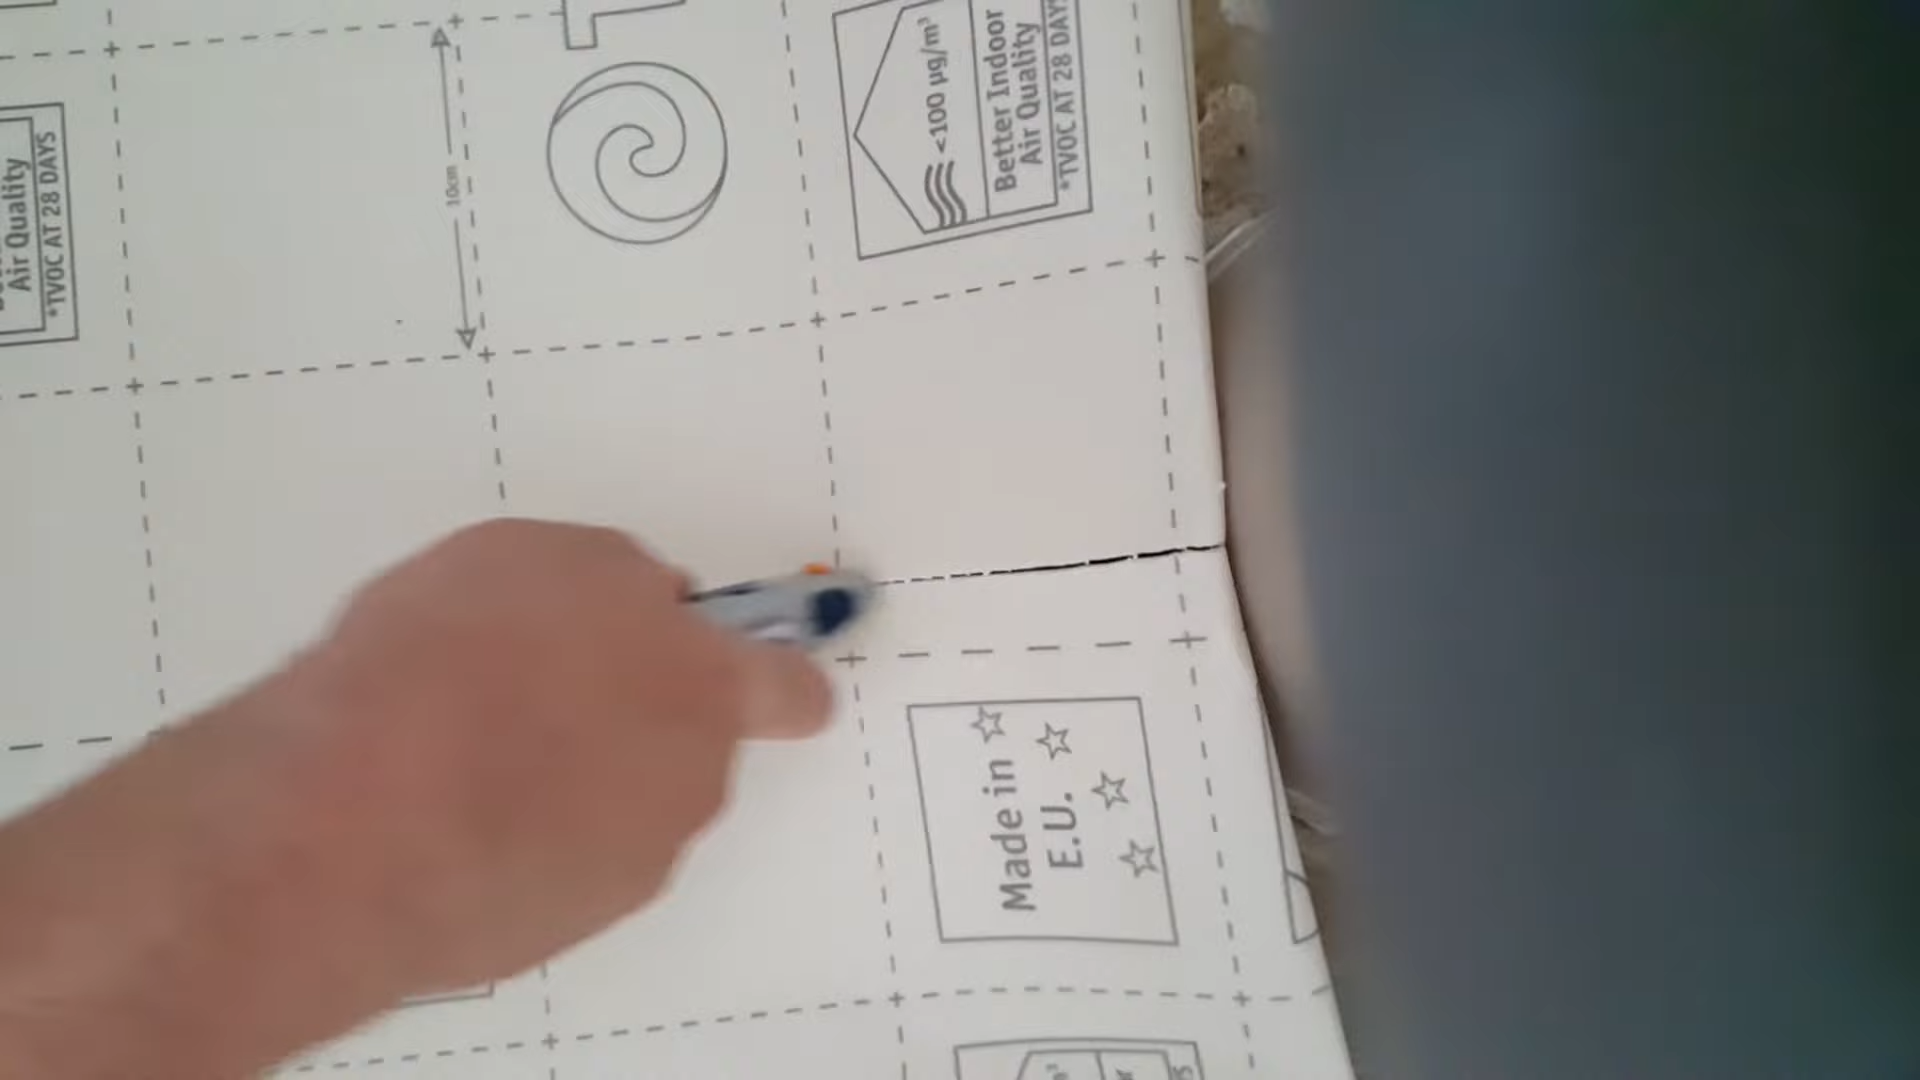 Air Quality
*TVOC AT 28 DAYS
10cm
<100 µg/m³
Better Indoor
Air Quality
*TVOC AT 28 DAYS
Made in
E.U.